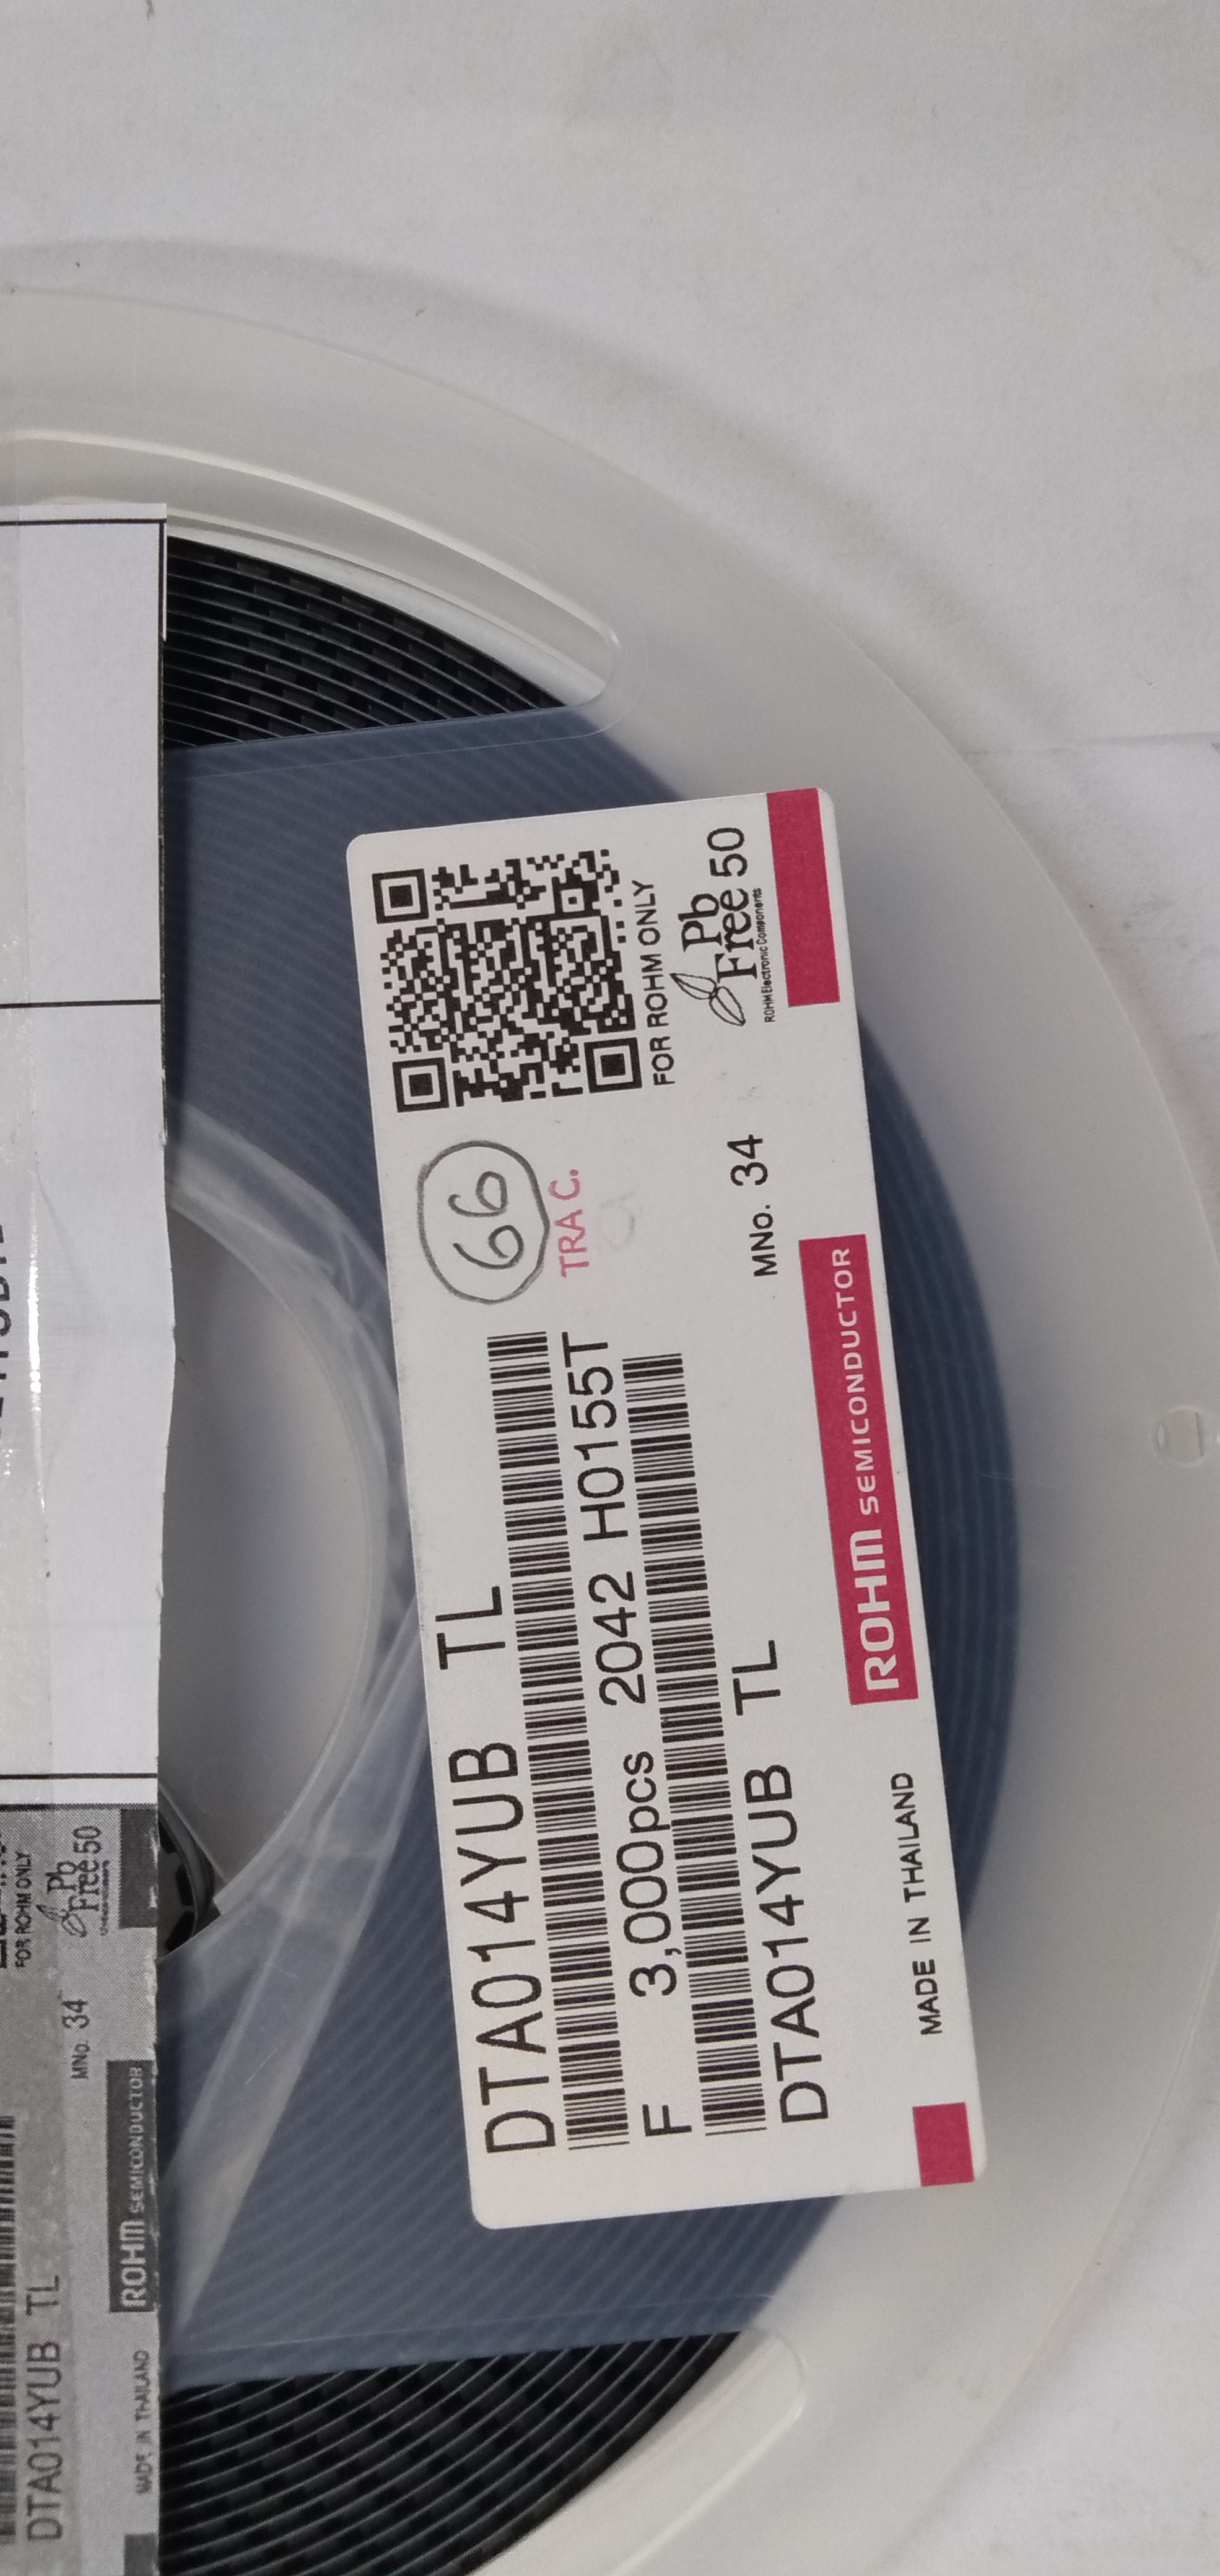 DTA014YUB TL
66
F 3,000pcs 2042 H0155T
TRA C.
FOR ROHM ONLY
DTA014YUB TL
MNo. 34
Pb
Free 50
ROHM Electronic Components
MADE IN THAILAND
ROHM SEMICONDUCTOR
FOR ROHM ONLY
DTA014YUB TL
MNo. 34
Pb
Free 50
MADE IN THAILAND
ROHM SEMICONDUCTOR